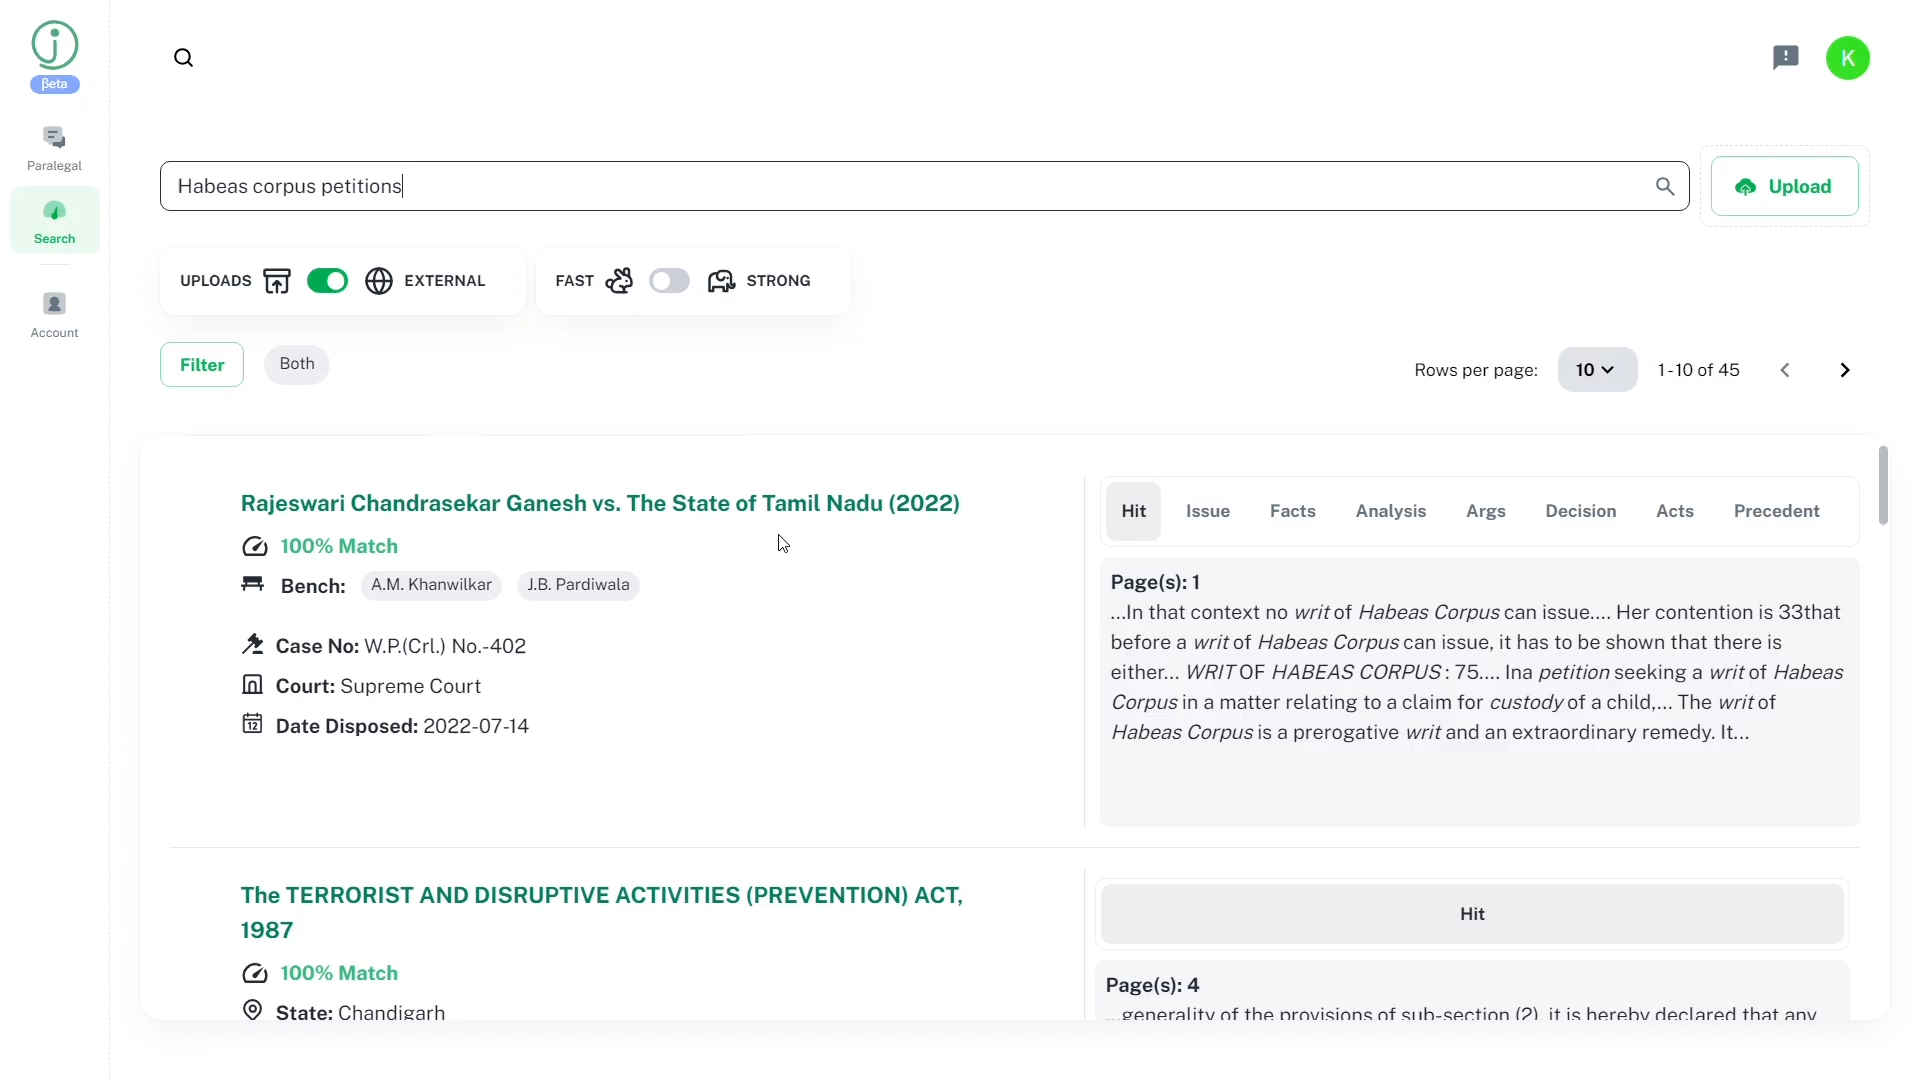 βeta
K
Paralegal
Search
Account
Habeas corpus petitions
Upload
UPLOADS EXTERNAL
FAST STRONG
Filter
Both
Rows per page: 10 1-10 of 45
Rajeswari Chandrasekar Ganesh vs. The State of Tamil Nadu (2022)
100% Match
Bench: A.M. Khanwilkar J.B. Pardiwala
Case No: W.P.(Crl.) No.-402
Court: Supreme Court
12 Date Disposed: 2022-07-14
Hit Issue Facts Analysis Args Decision Acts Precedent
Page(s): 1
...In that context no writ of Habeas Corpus can issue.... Her contention is 33that
before a writ of Habeas Corpus can issue, it has to be shown that there is
either... WRIT OF HABEAS CORPUS : 75.... Ina petition seeking a writ of Habeas
Corpus in a matter relating to a claim for custody of a child,... The writ of
Habeas Corpus is a prerogative writ and an extraordinary remedy. It...
The TERRORIST AND DISRUPTIVE ACTIVITIES (PREVENTION) ACT,
1987
100% Match
State: Chandigarh
Hit
Page(s): 4
...generality of the provisions of sub-section (2), it is hereby declared that any